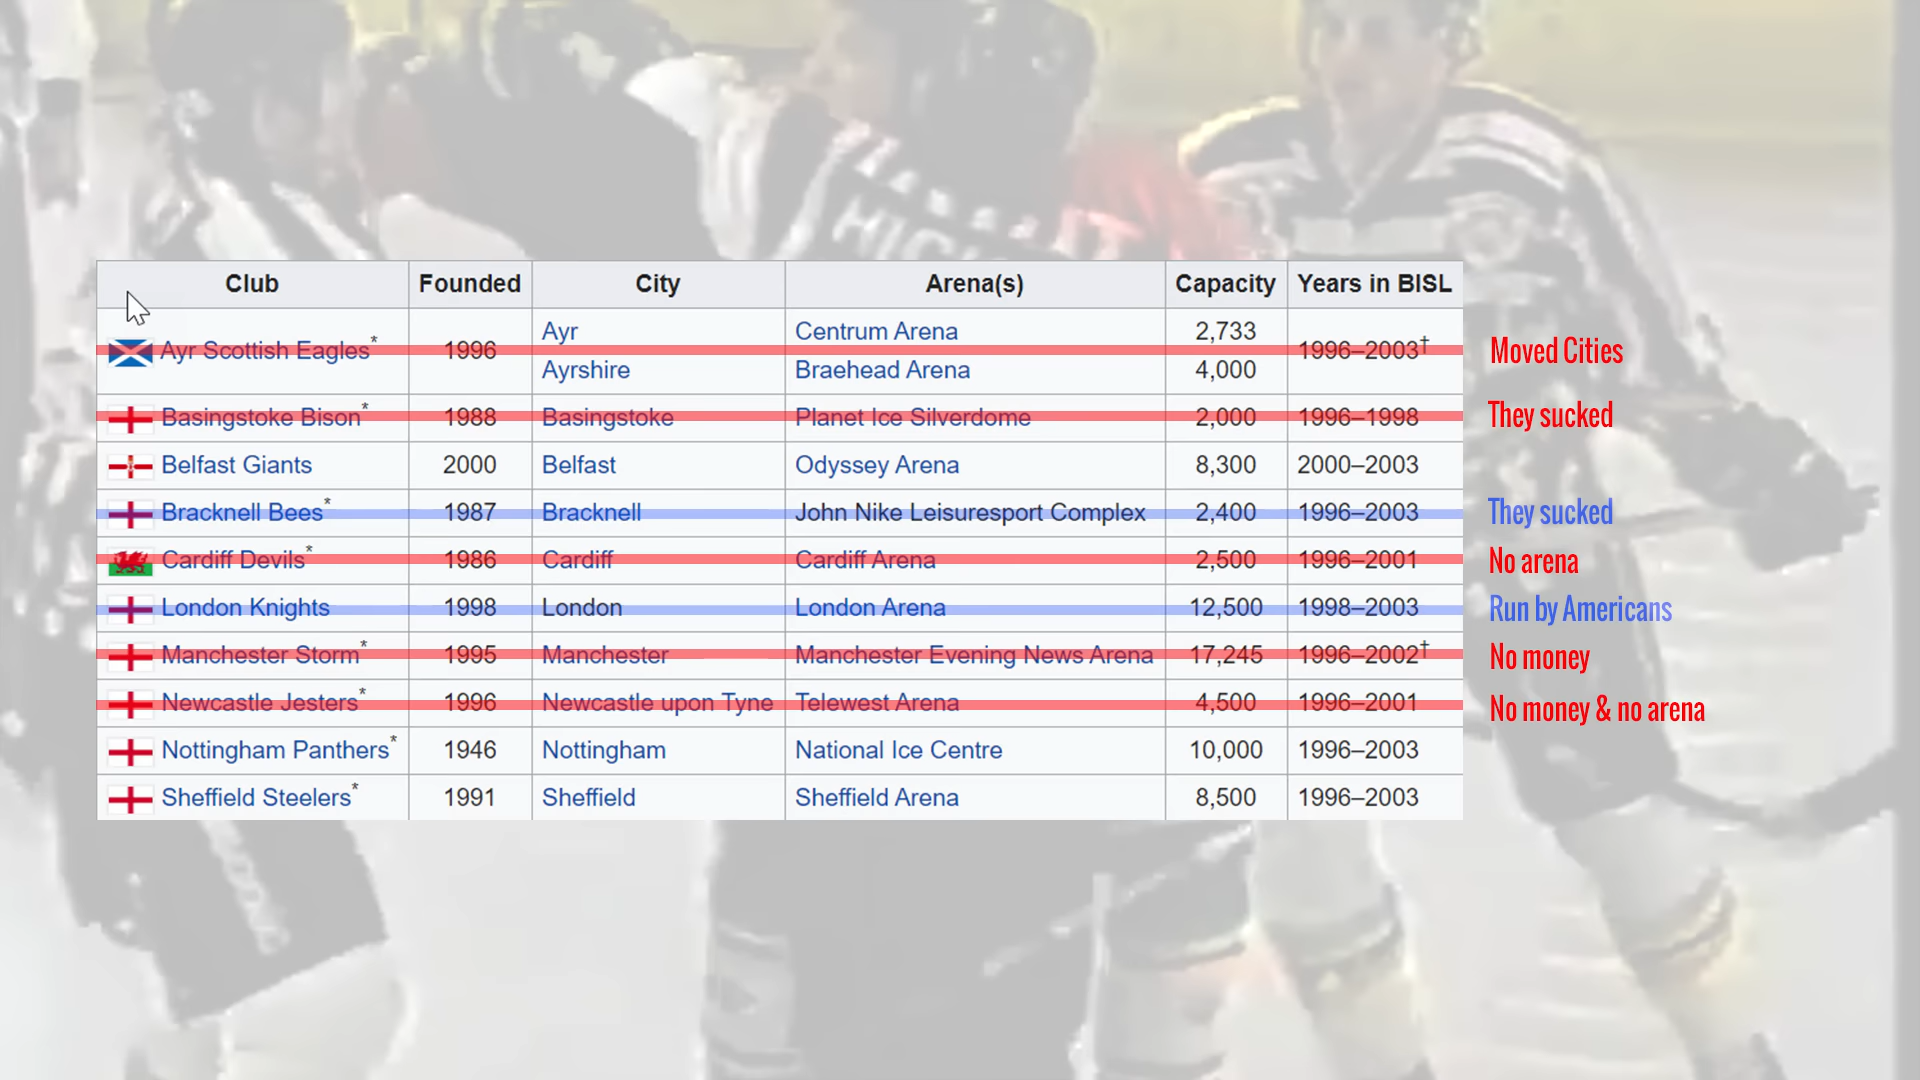 HIGH
Club Founded City Arena(s) Capacity Years in BISL
Ayr Scottish Eagles* 1996 Ayr Centrum Arena 2,733 1996–2003† Moved Cities
Ayrshire Braehead Arena 4,000
Basingstoke Bison* 1988 Basingstoke Planet Ice Silverdome 2,000 1996–1998 They sucked
Belfast Giants 2000 Belfast Odyssey Arena 8,300 2000–2003
Bracknell Bees* 1987 Bracknell John Nike Leisuresport Complex 2,400 1996–2003 They sucked
Cardiff Devils* 1986 Cardiff Cardiff Arena 2,500 1996–2001 No arena
London Knights 1998 London London Arena 12,500 1998–2003 Run by Americans
Manchester Storm* 1995 Manchester Manchester Evening News Arena 17,245 1996–2002† No money
Newcastle Jesters* 1996 Newcastle upon Tyne Telewest Arena 4,500 1996–2001 No money & no arena
Nottingham Panthers* 1946 Nottingham National Ice Centre 10,000 1996–2003
Sheffield Steelers* 1991 Sheffield Sheffield Arena 8,500 1996–2003